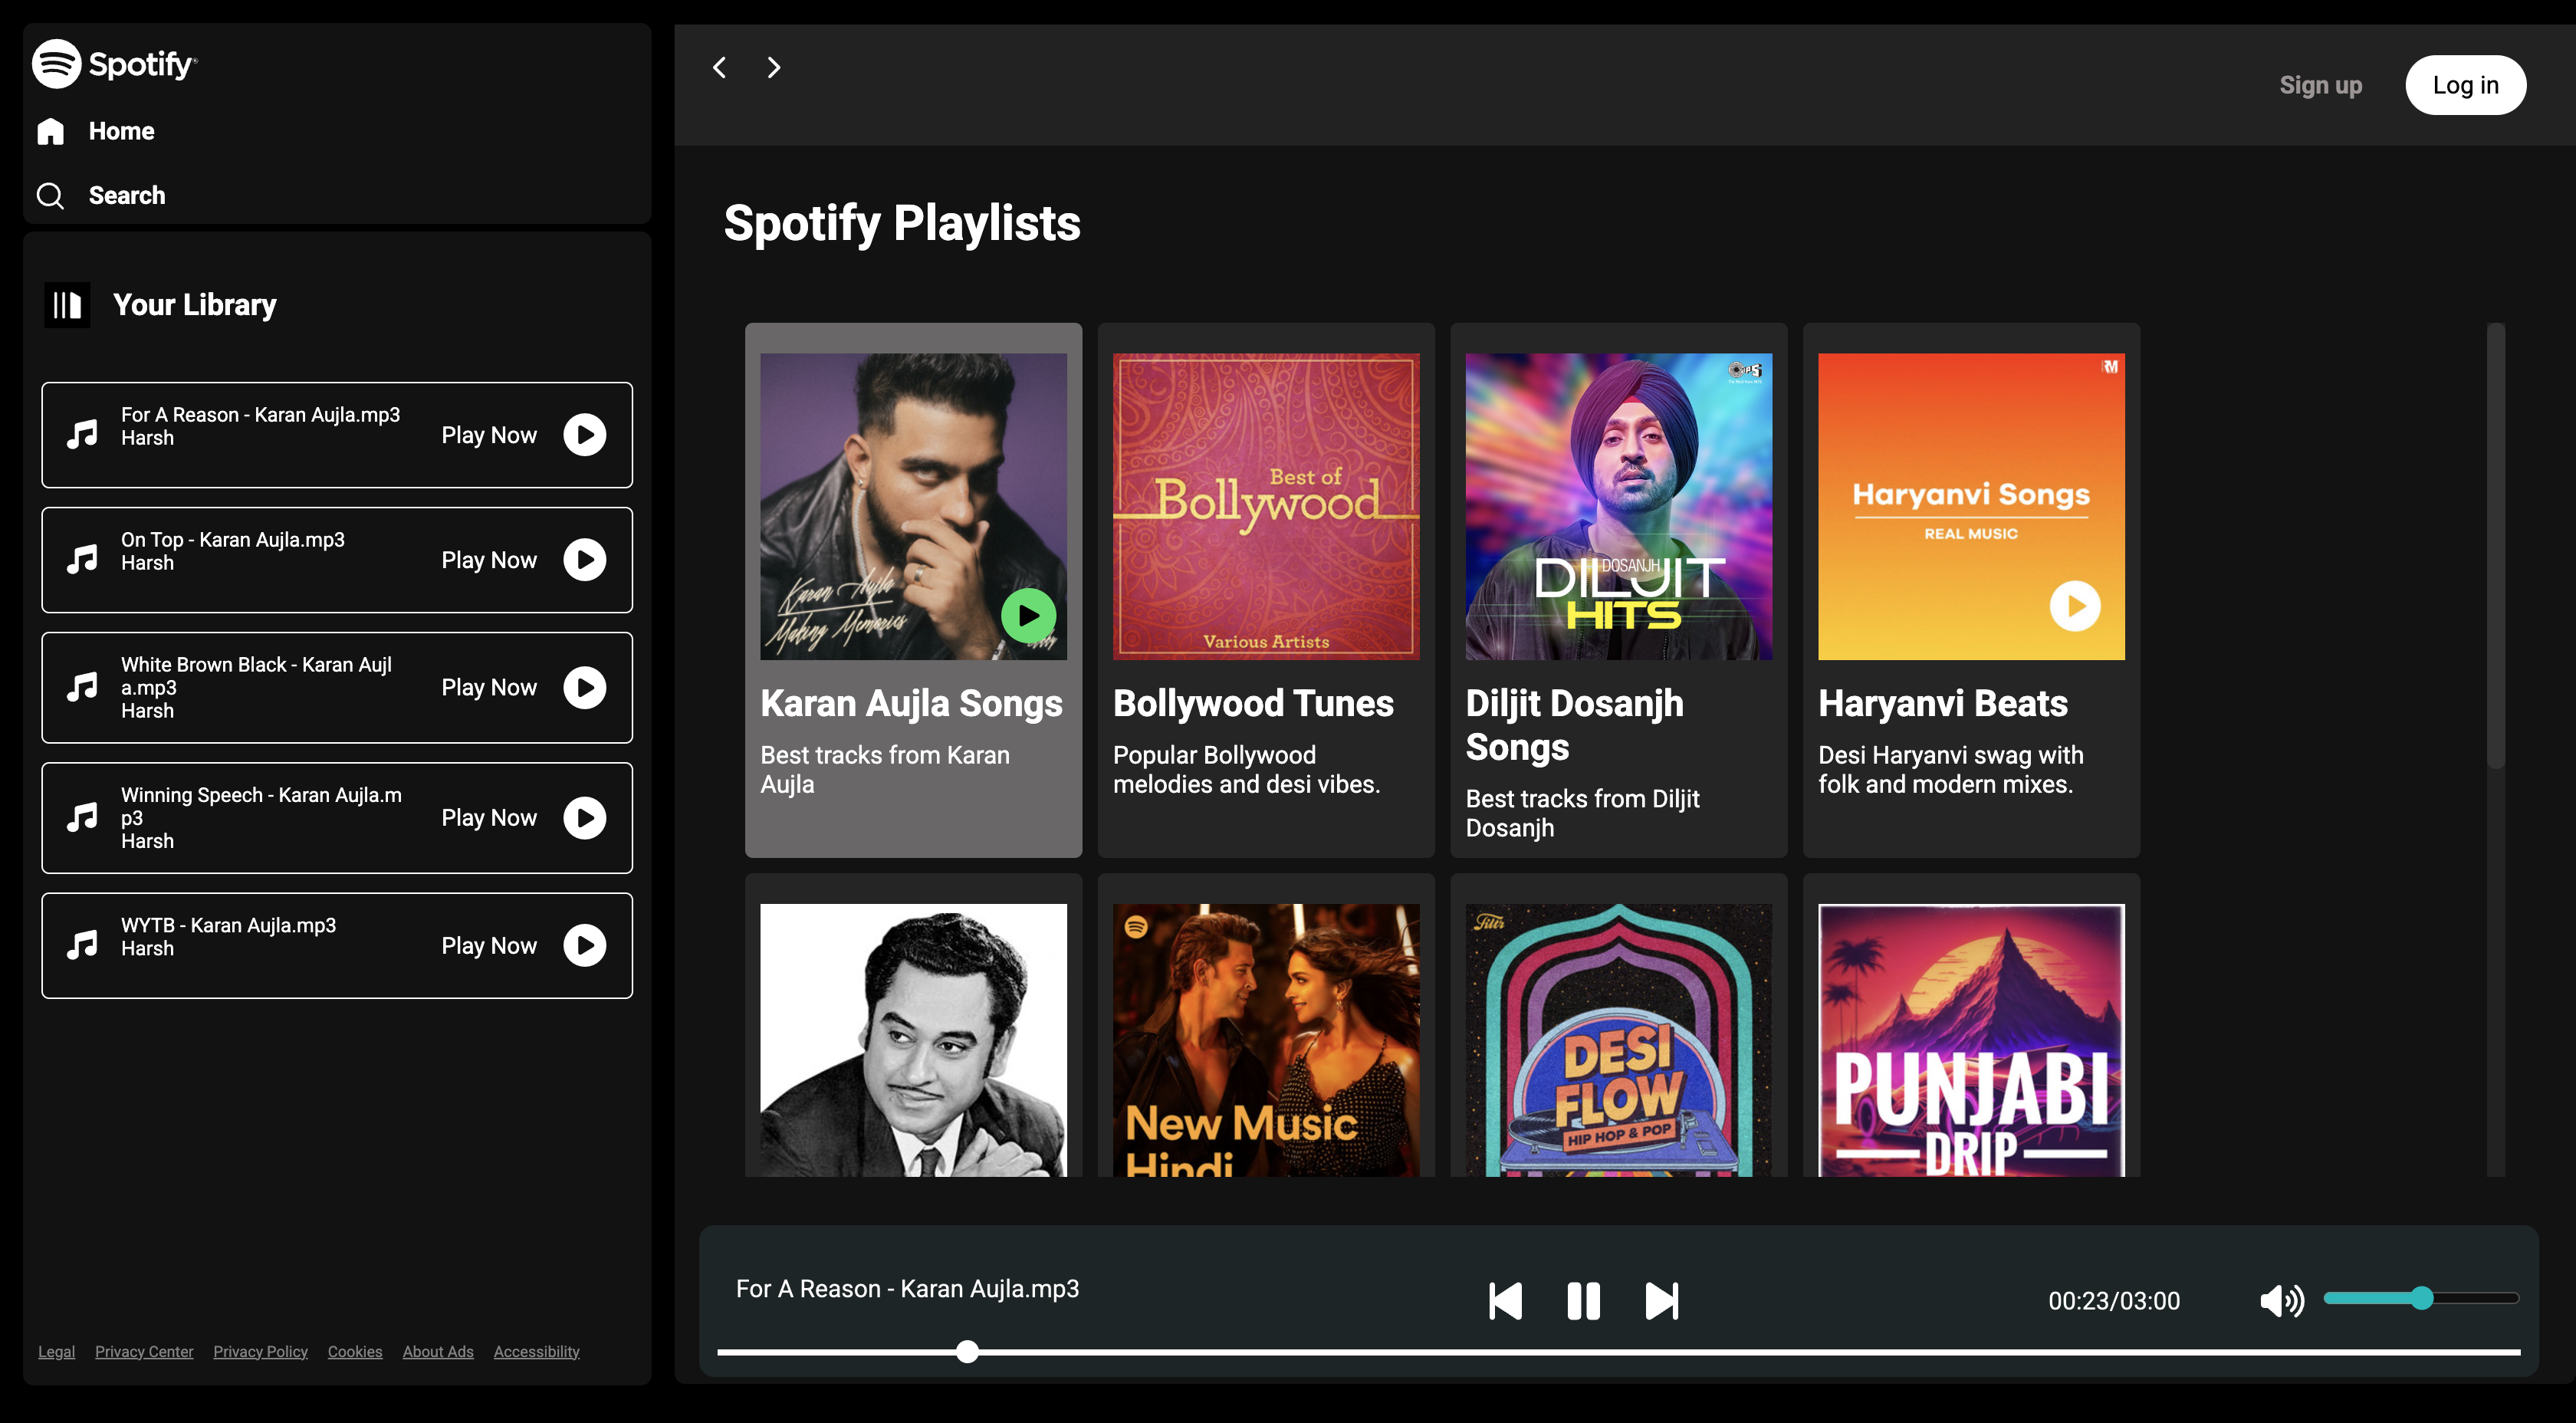 Spotify
Home
Search
Your Library
For A Reason - Karan Aujla.mp3
Harsh
Play Now
On Top - Karan Aujla.mp3
Harsh
Play Now
White Brown Black - Karan Aujl
a.mp3
Harsh
Play Now
Winning Speech - Karan Aujla.m
p3
Harsh
Play Now
WYTB - Karan Aujla.mp3
Harsh
Play Now
Legal Privacy Center Privacy Policy Cookies About Ads Accessibility
Sign up
Log in
Spotify Playlists
Karan Aujla
Making Memories
Karan Aujla Songs
Best tracks from Karan
Aujla
Best of
Bollywood
Various Artists
Bollywood Tunes
Popular Bollywood
melodies and desi vibes.
TIPS
DOSANJH
DILJIT
HITS
Diljit Dosanjh
Songs
Best tracks from Diljit
Dosanjh
RM
Haryanvi Songs
REAL MUSIC
Haryanvi Beats
Desi Haryanvi swag with
folk and modern mixes.
New Music
Hindi
Filtr
DESI
FLOW
HIP HOP & POP
PUNJABI
DRIP
For A Reason - Karan Aujla.mp3
00:23/03:00